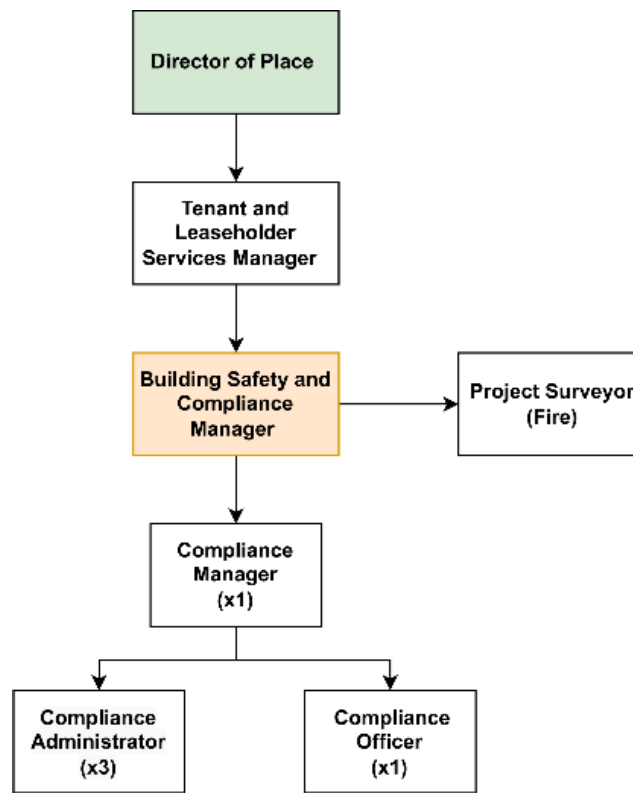 Director of Place
Tenant and
Leaseholder
Services Manager
Building Safety and
Compliance
Manager
Project Surveyor
(Fire)
Compliance
Manager
(x1)
Compliance
Administrator
(x3)
Compliance
Officer
(x1)